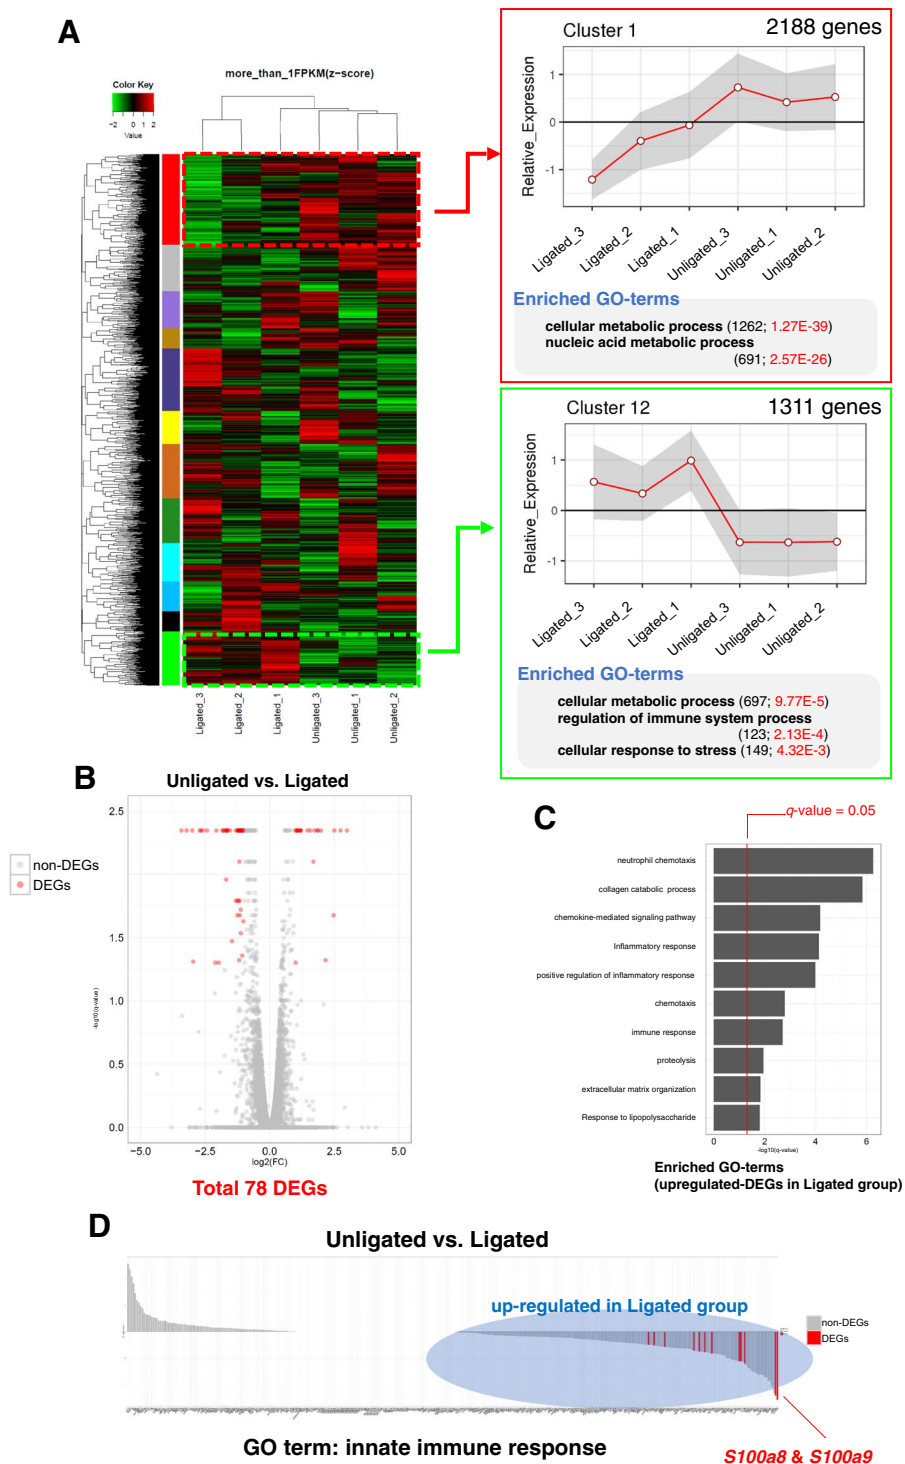 A
more_than_1FPKM(z-score)
Color Key
−2 0 1 2
Value
Ligated_3
Ligated_2
Ligated_1
Unligated_3
Unligated_1
Unligated_2
Cluster 1
2188 genes
Relative_Expression
1
0
-1
Ligated_3
Ligated_2
Ligated_1
Unligated_3
Unligated_1
Unligated_2
Enriched GO-terms
cellular metabolic process (1262; 1.27E-39)
nucleic acid metabolic process
(691; 2.57E-26)
Cluster 12
1311 genes
Relative_Expression
1
0
-1
Ligated_3
Ligated_2
Ligated_1
Unligated_3
Unligated_1
Unligated_2
Enriched GO-terms
cellular metabolic process (697; 9.77E-5)
regulation of immune system process
(123; 2.13E-4)
cellular response to stress (149; 4.32E-3)
B
Unligated vs. Ligated
non-DEGs
DEGs
-log10(q-value)
2.5
1.5
1.0
0.5
0.0
−5.0 −2.5 0.0 2.5 5.0
log2(FC)
Total 78 DEGs
C
q-value = 0.05
neutrophil chemotaxis
collagen catabolic process
chemokine-mediated signaling pathway
Inflammatory response
positive regulation of inflammatory response
chemotaxis
immune response
proteolysis
extracellular matrix organization
Response to lipopolysaccharide
0 2 4 6
-log10(q-value)
Enriched GO-terms
(upregulated-DEGs in Ligated group)
D
Unligated vs. Ligated
up-regulated in Ligated group
non-DEGs
DEGs
GO term: innate immune response
S100a8 & S100a9